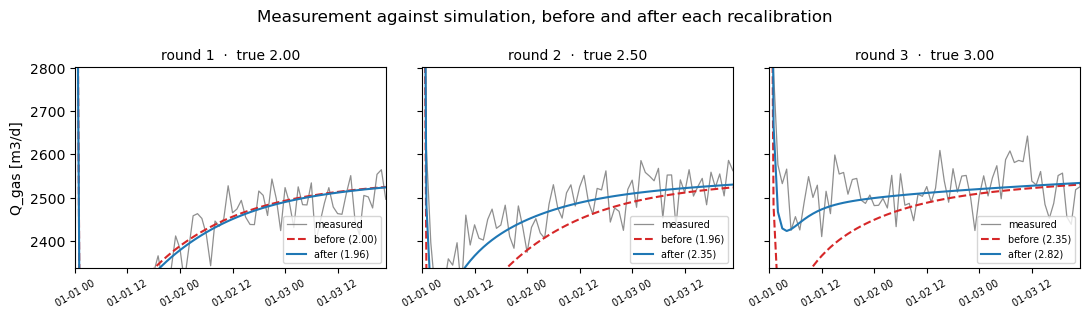 Measurement against simulation, before and after each recalibration
round 1 · true 2.00
round 2 · true 2.50
round 3 · true 3.00
Q_gas [m3/d]
2800
2700
2600
2500
2400
measured
before (2.00)
after (1.96)
measured
before (1.96)
after (2.35)
measured
before (2.35)
after (2.82)
01-01 00
01-01 12
01-02 00
01-02 12
01-03 00
01-03 12
01-01 00
01-01 12
01-02 00
01-02 12
01-03 00
01-03 12
01-01 00
01-01 12
01-02 00
01-02 12
01-03 00
01-03 12